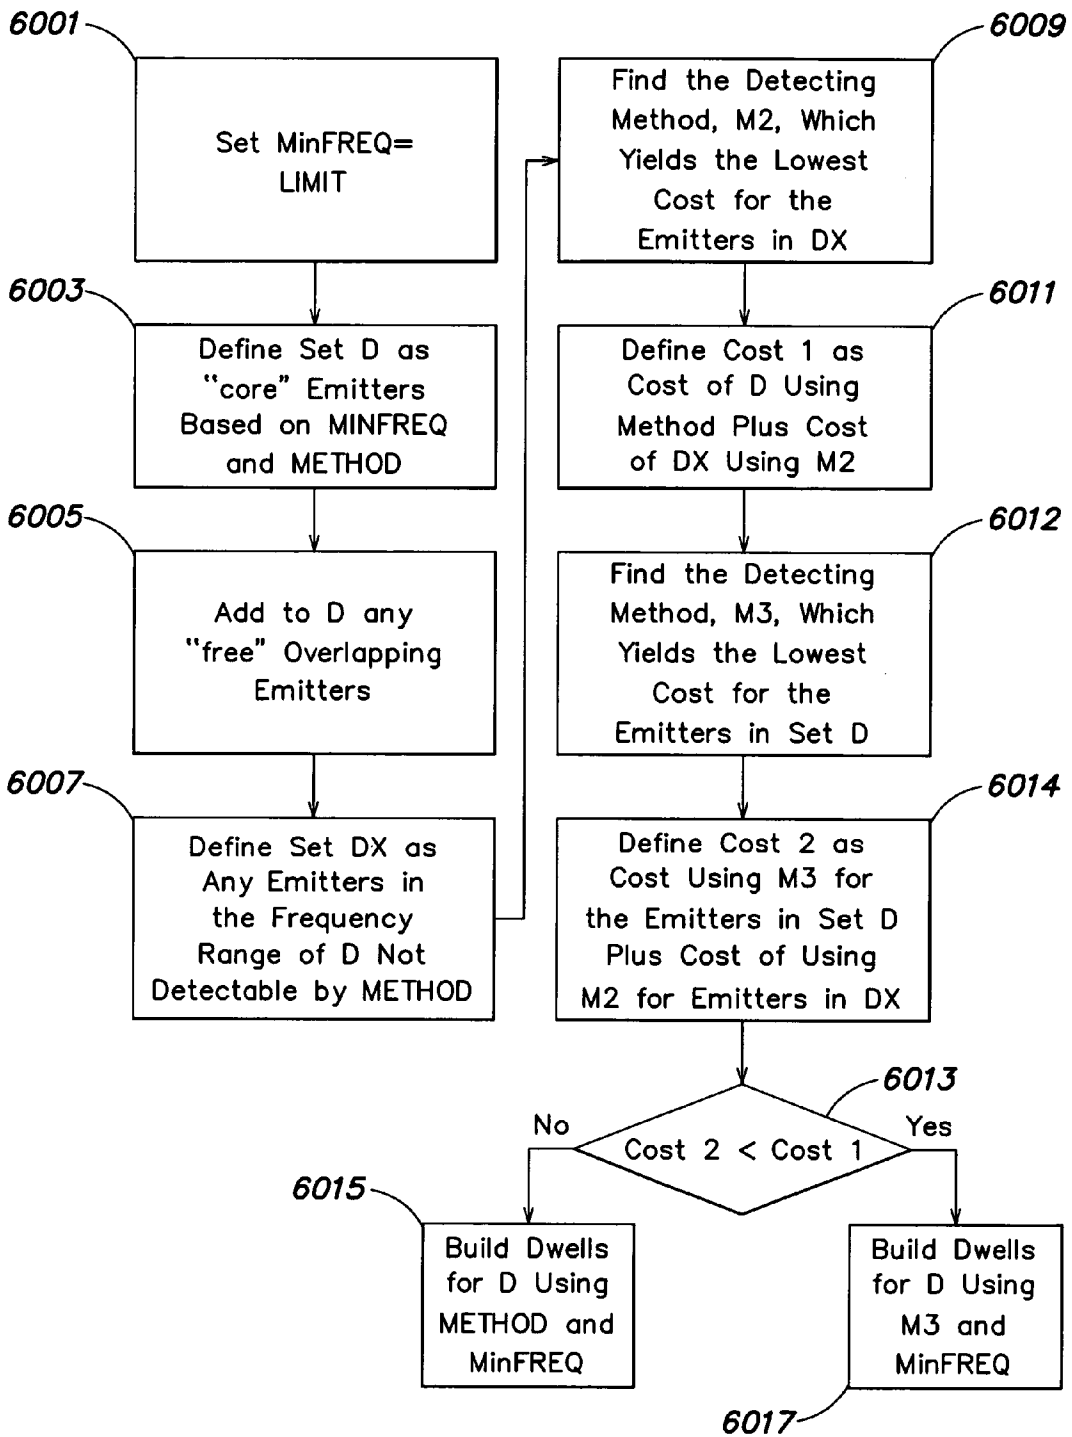 6001
Set MinFREQ=
LIMIT
6003
Define Set D as
"core" Emitters
Based on MINFREQ
and METHOD
6005
Add to D any
"free" Overlapping
Emitters
6007
Define Set DX as
Any Emitters in
the Frequency
Range of D Not
Detectable by METHOD
6009
Find the Detecting
Method, M2, Which
Yields the Lowest
Cost for the
Emitters in DX
6011
Define Cost 1 as
Cost of D Using
Method Plus Cost
of DX Using M2
6012
Find the Detecting
Method, M3, Which
Yields the Lowest
Cost for the
Emitters in Set D
6014
Define Cost 2 as
Cost Using M3 for
the Emitters in Set D
Plus Cost of Using
M2 for Emitters in DX
6013
No
Cost 2 < Cost 1
Yes
6015
Build Dwells
for D Using
METHOD and
MinFREQ
Build Dwells
for D Using
M3 and
MinFREQ
6017